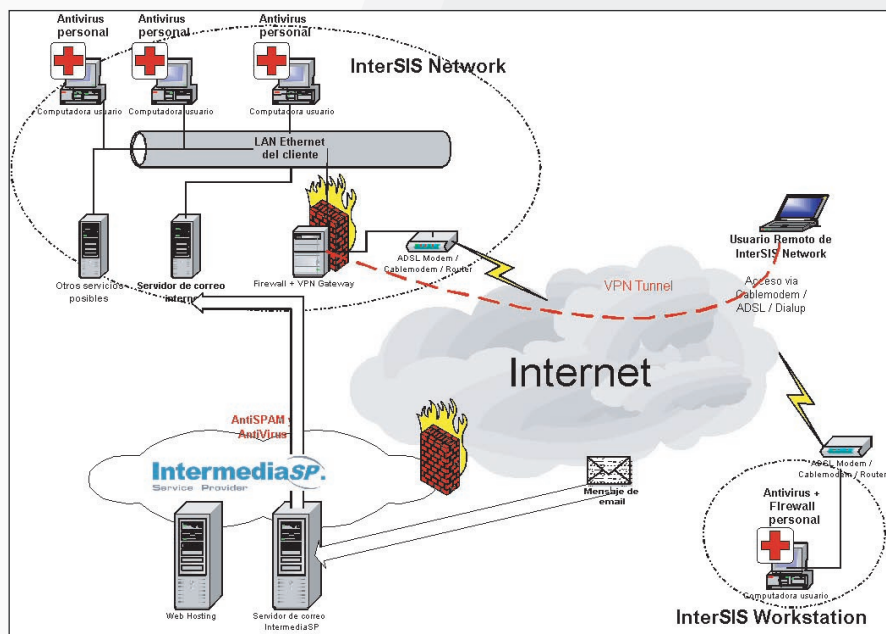 Antivirus
personal
Antivirus
personal
Antivirus
personal
InterSIS Network
Computadora usuario
Computadora usuario
Computadora usuario
LAN Ethernet
del cliente
Otros servicios
posibles
Servidor de correo
intern
Firewall + VPN Gateway
ADSL Modem /
Cablemodem / Router
VPN Tunnel
Usuario Remoto de
InterSIS Network
Acceso via
Cablemodem /
ADSL / Dialup
Internet
AntiSPAM y
AntiVirus
IntermediaSP.
Service Provider
Mensaje de
email
ADSL Modem /
Cablemodem / Router
Antivirus +
Firewall
personal
Web Hosting
Servidor de correo
IntermediaSP
Computadora usuario
InterSIS Workstation